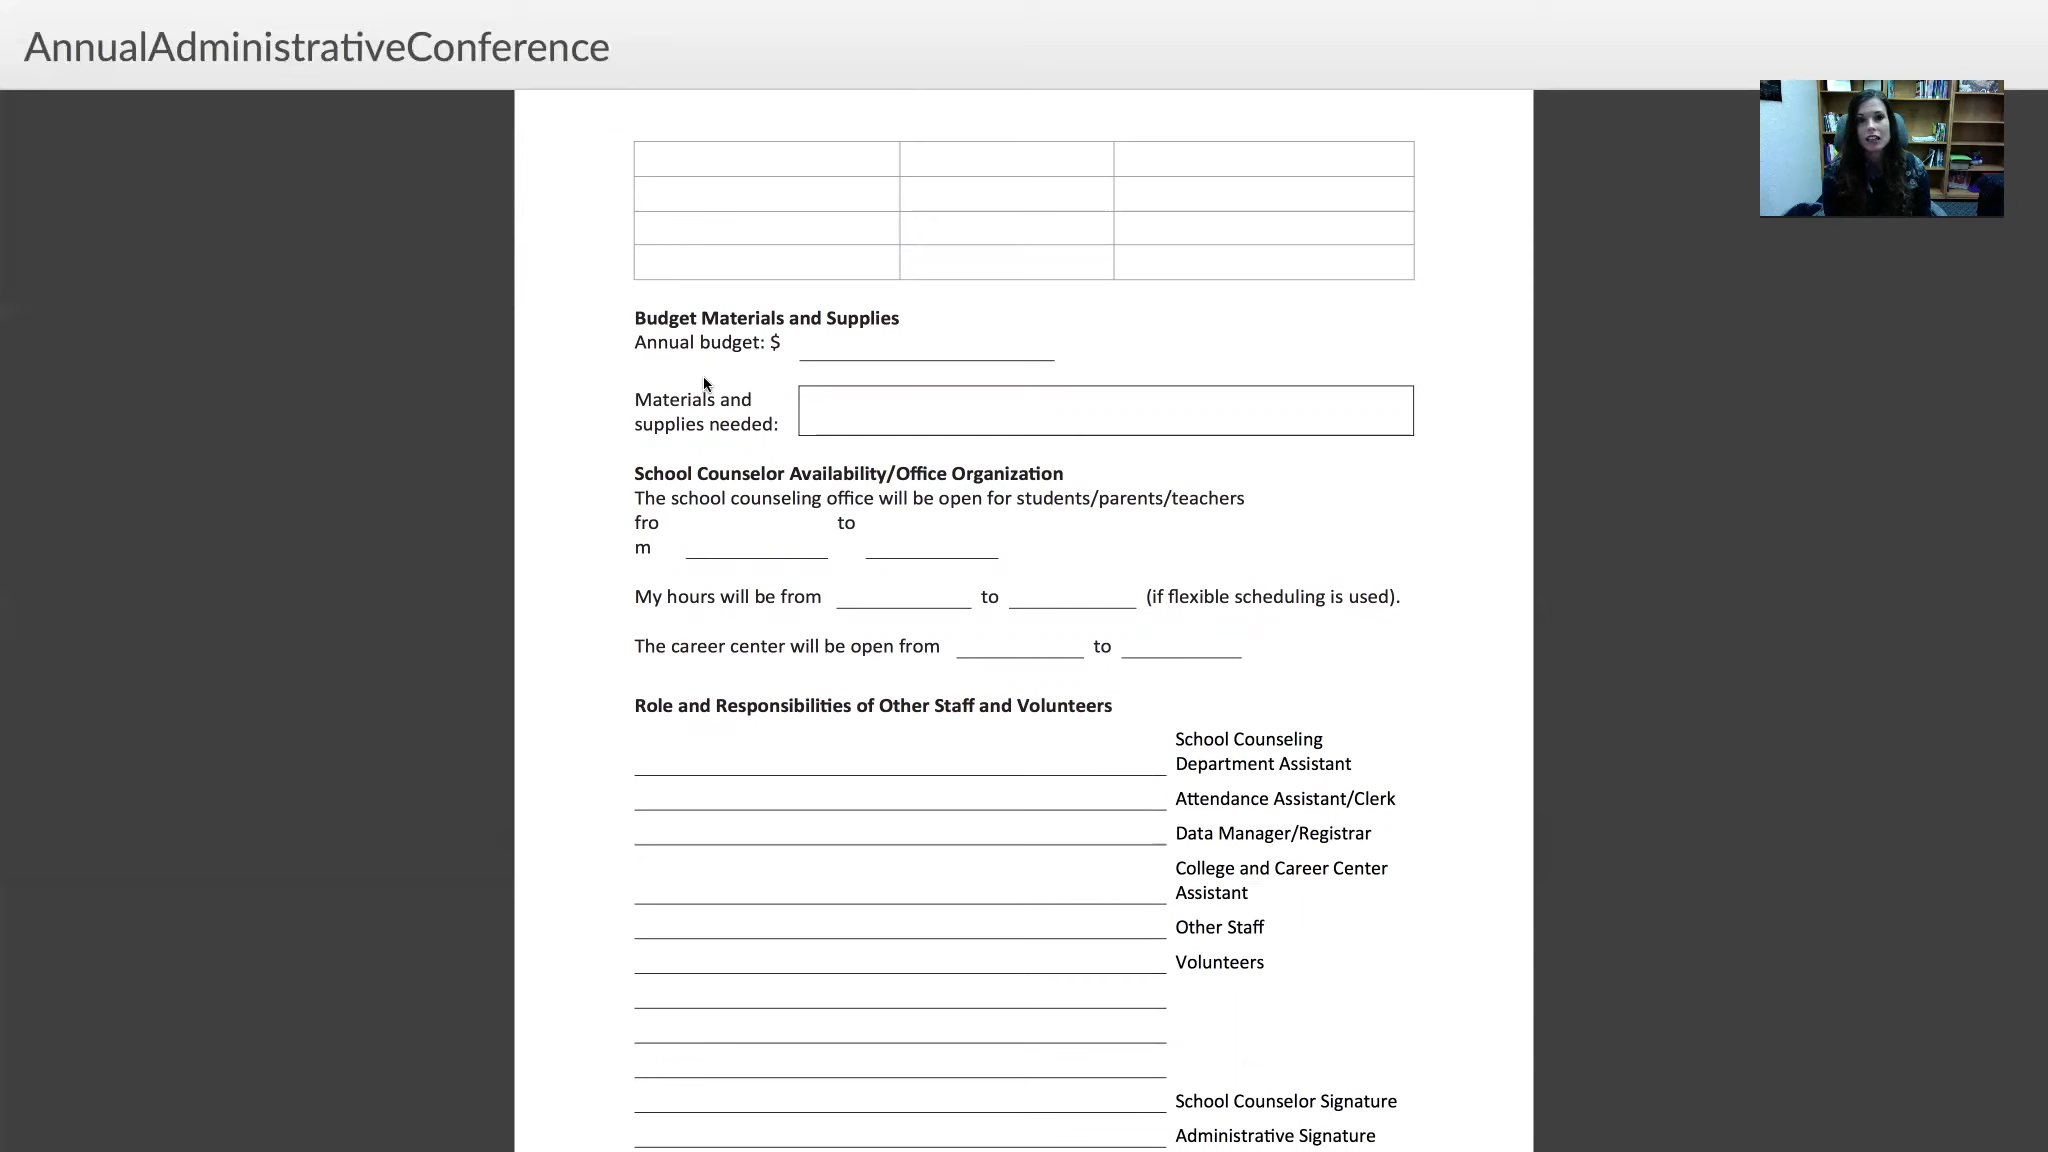 AnnualAdministrativeConference
Budget Materials and Supplies
Annual budget: $
Materials and
supplies needed:
School Counselor Availability/Office Organization
The school counseling office will be open for students/parents/teachers
fro to
m
My hours will be from to (if flexible scheduling is used).
The career center will be open from to
Role and Responsibilities of Other Staff and Volunteers
School Counseling
Department Assistant
Attendance Assistant/Clerk
Data Manager/Registrar
College and Career Center
Assistant
Other Staff
Volunteers
School Counselor Signature
Administrative Signature